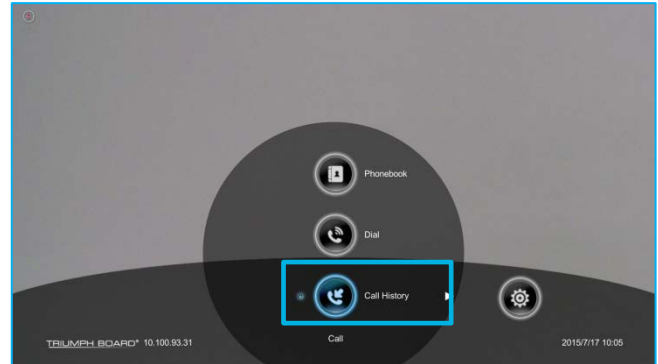 Phonebook
Dial
Call History
Call
TRIUMPH BOARD® 10.100.93.31
2015/7/17 10:05